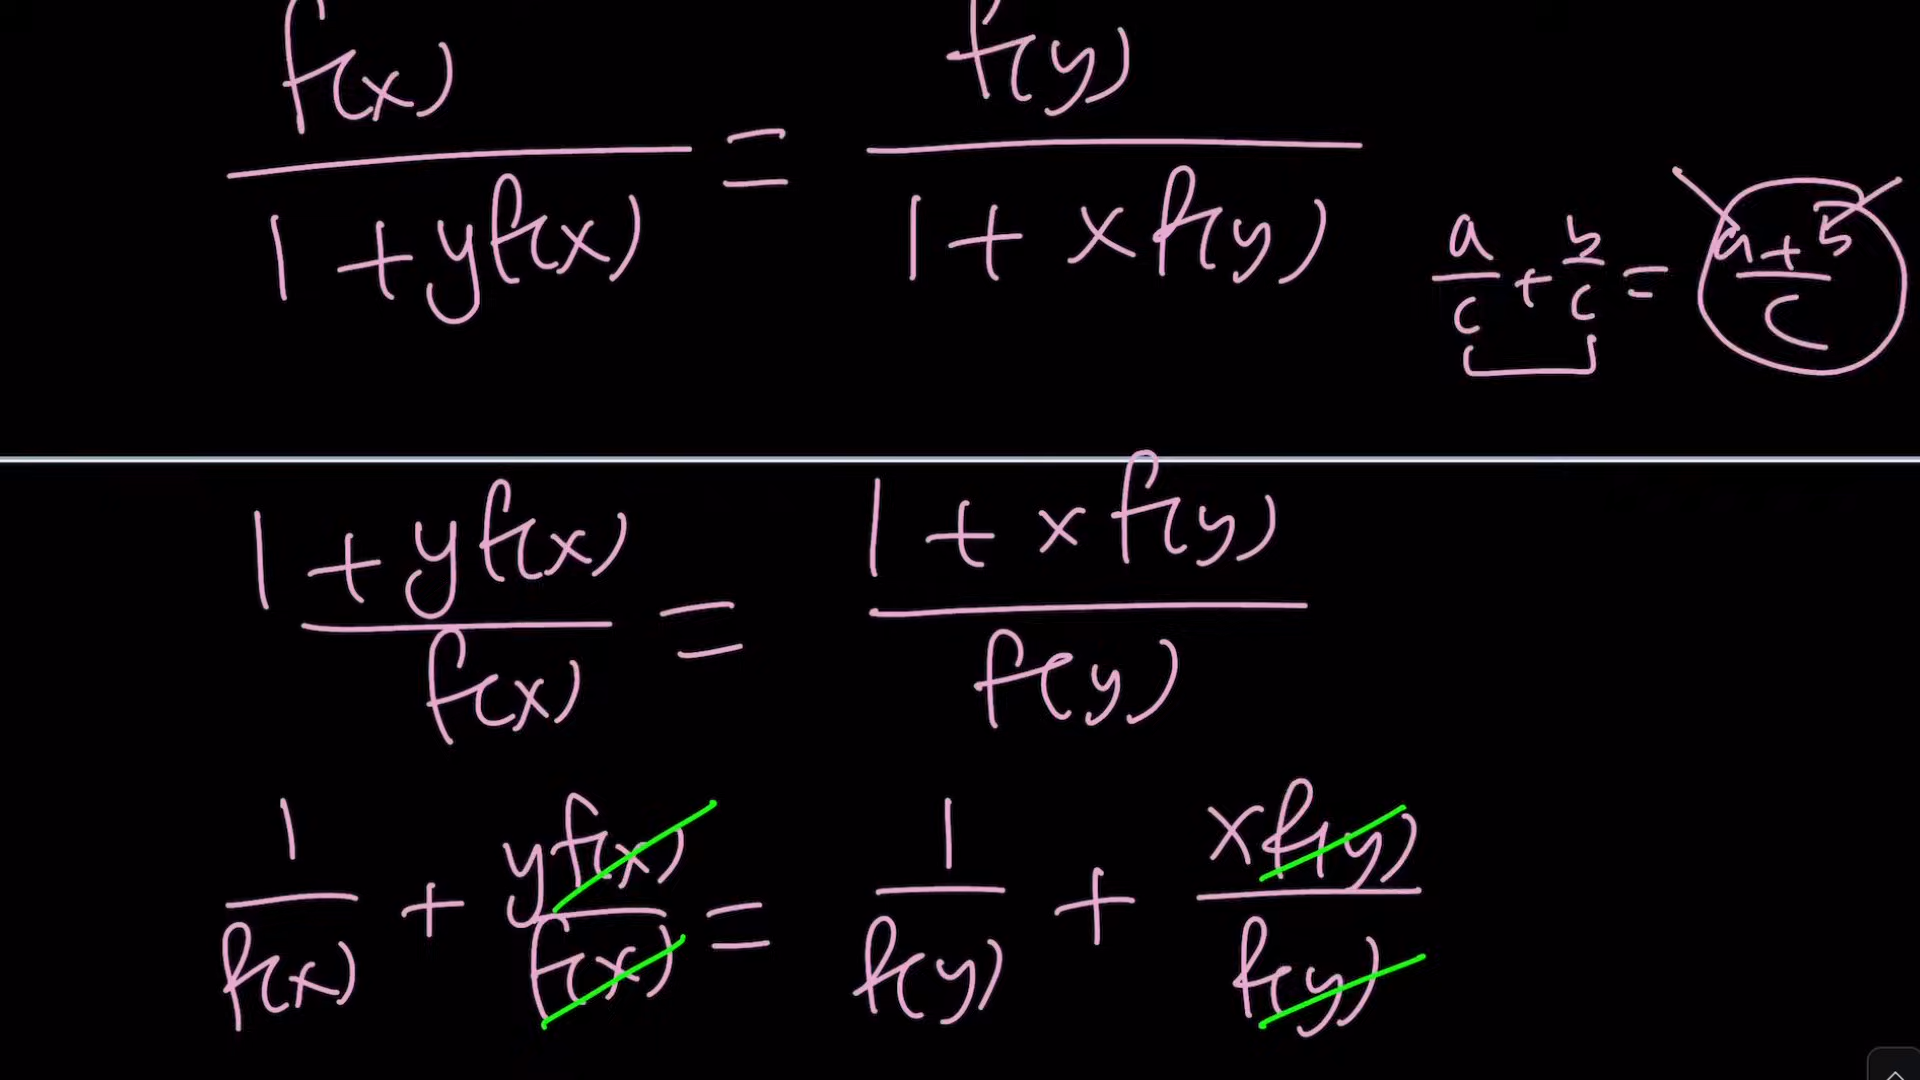 f(x)/(1 + yf(x)) = f(y)/(1 + xf(y))
a/c + b/c = (a+b)/c
(1 + yf(x))/f(x) = (1 + xf(y))/f(y)
1/f(x) + yf(x)/f(x) = 1/f(y) + xf(y)/f(y)